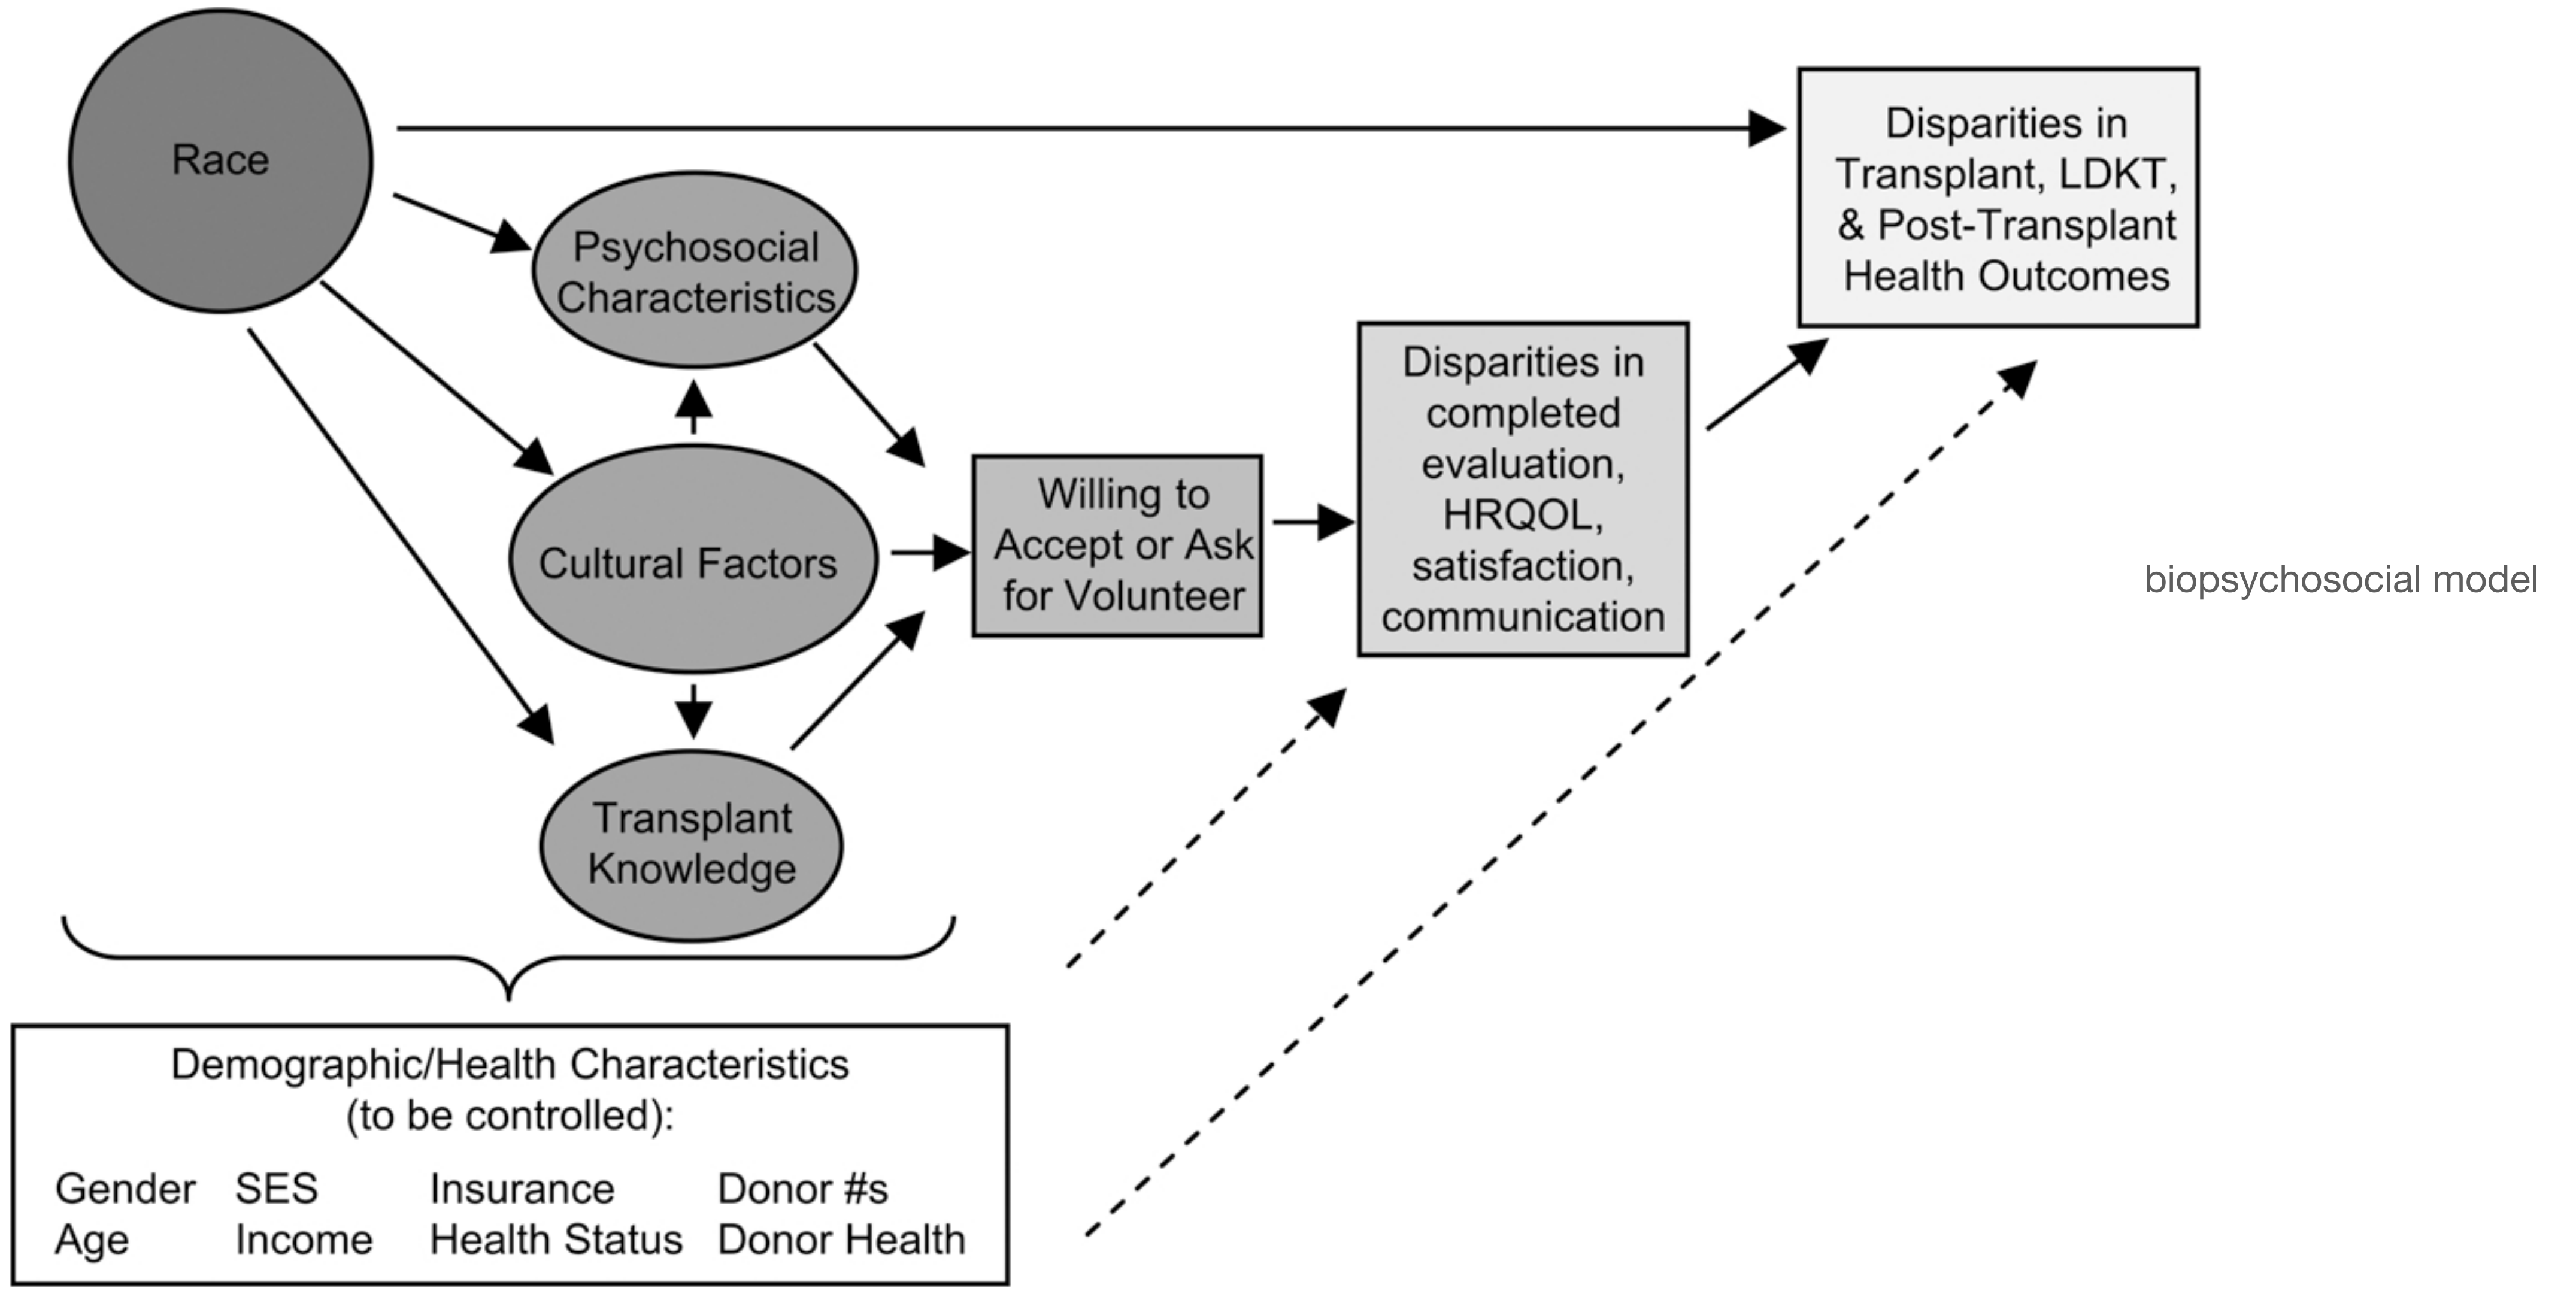 Race
Psychosocial
Characteristics
Cultural Factors
Transplant
Knowledge
Willing to
Accept or Ask
for Volunteer
Disparities in
completed
evaluation,
HRQOL,
satisfaction,
communication
Disparities in
Transplant, LDKT,
& Post-Transplant
Health Outcomes
biopsychosocial model
Demographic/Health Characteristics
(to be controlled):
Gender SES Insurance Donor #s
Age Income Health Status Donor Health